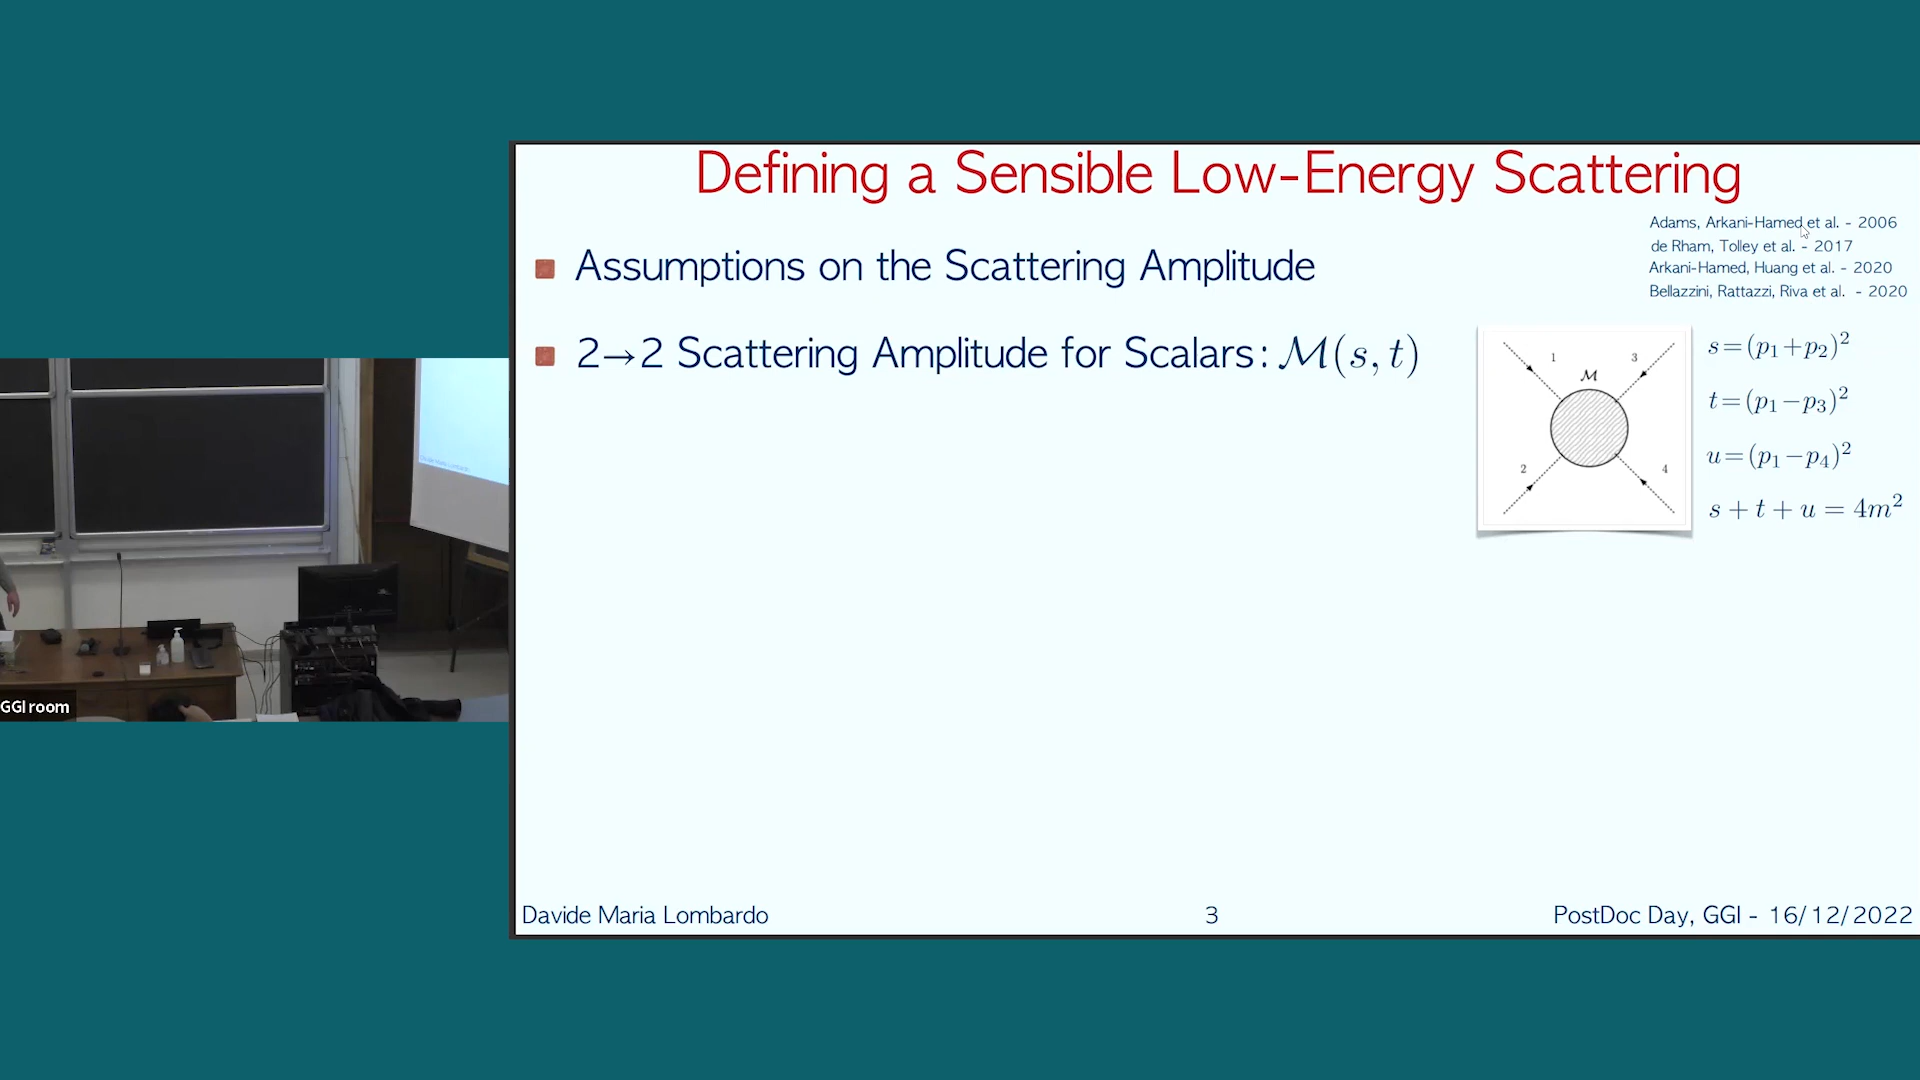 Defining a Sensible Low-Energy Scattering
Adams, Arkani-Hamed et al. - 2006
de Rham, Tolley et al. - 2017
Arkani-Hamed, Huang et al. - 2020
Bellazzini, Rattazzi, Riva et al. - 2020
Assumptions on the Scattering Amplitude
2→2 Scattering Amplitude for Scalars: ℳ(s, t)
1 3
ℳ
2 4
s=(p₁+p₂)²
t=(p₁−p₃)²
u=(p₁−p₄)²
s + t + u = 4m²
GGI room
Davide Maria Lombardo 3 PostDoc Day, GGI - 16/12/2022